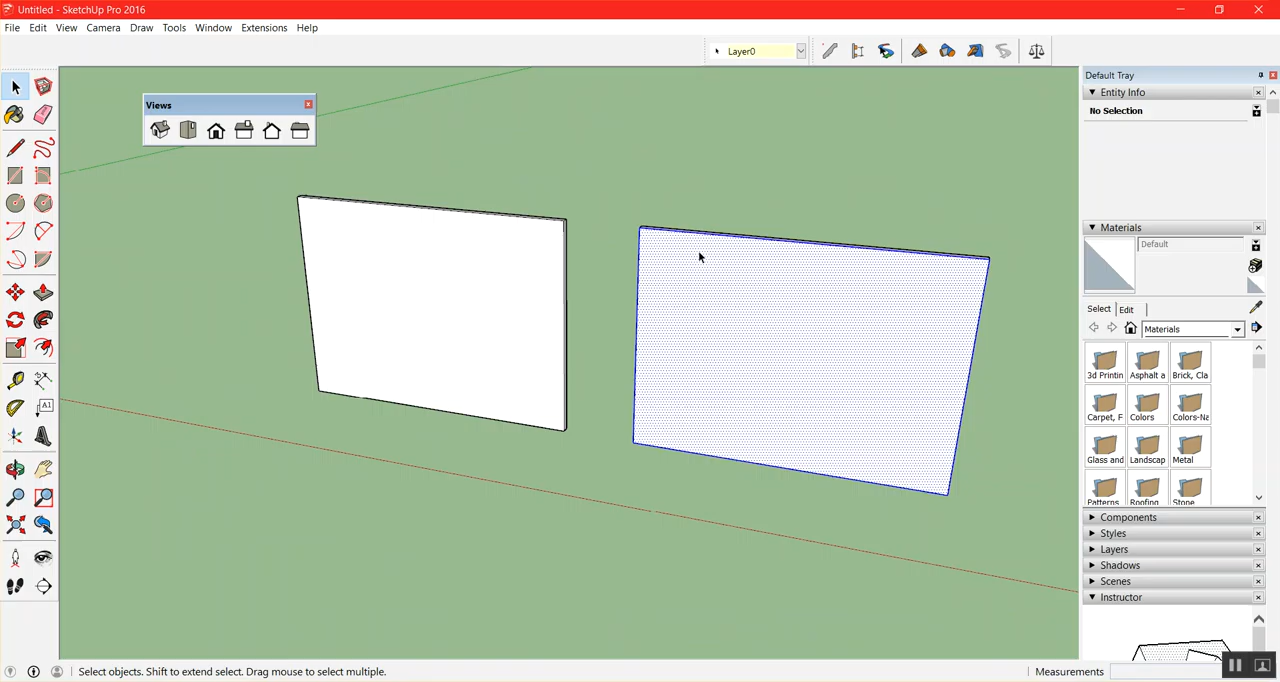 Untitled - SketchUp Pro 2016
File Edit View Camera Draw Tools Window Extensions Help
Layer0
Default Tray
Views
Entity Info
No Selection
Materials
Default
Select Edit
Materials
3d Printin Asphalt a Brick, Cla
Carpet, F Colors Colors-Na
Glass and Landscap Metal
Patterns Roofing Stone
Components
Styles
Layers
Shadows
Scenes
Instructor
A1
Select objects. Shift to extend select. Drag mouse to select multiple.
Measurements